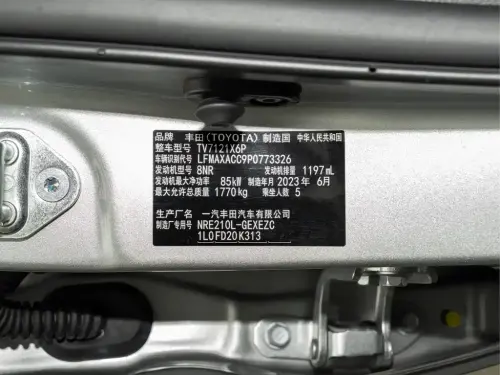 品牌 丰田(TOYOTA) 制造国 中华人民共和国
整车型号 TV7121X6P
车辆识别代号 LFMAXACC9P0773326
发动机型号 8NR 发动机排量 1197mL
发动机最大净功率 85kW 制造年月 2023年 6月
最大允许总质量 1770kg 乘坐人数 5
生产厂名 一汽丰田汽车有限公司
制造厂专用号 NRE210L-GEXEZC
1L0FD20K313